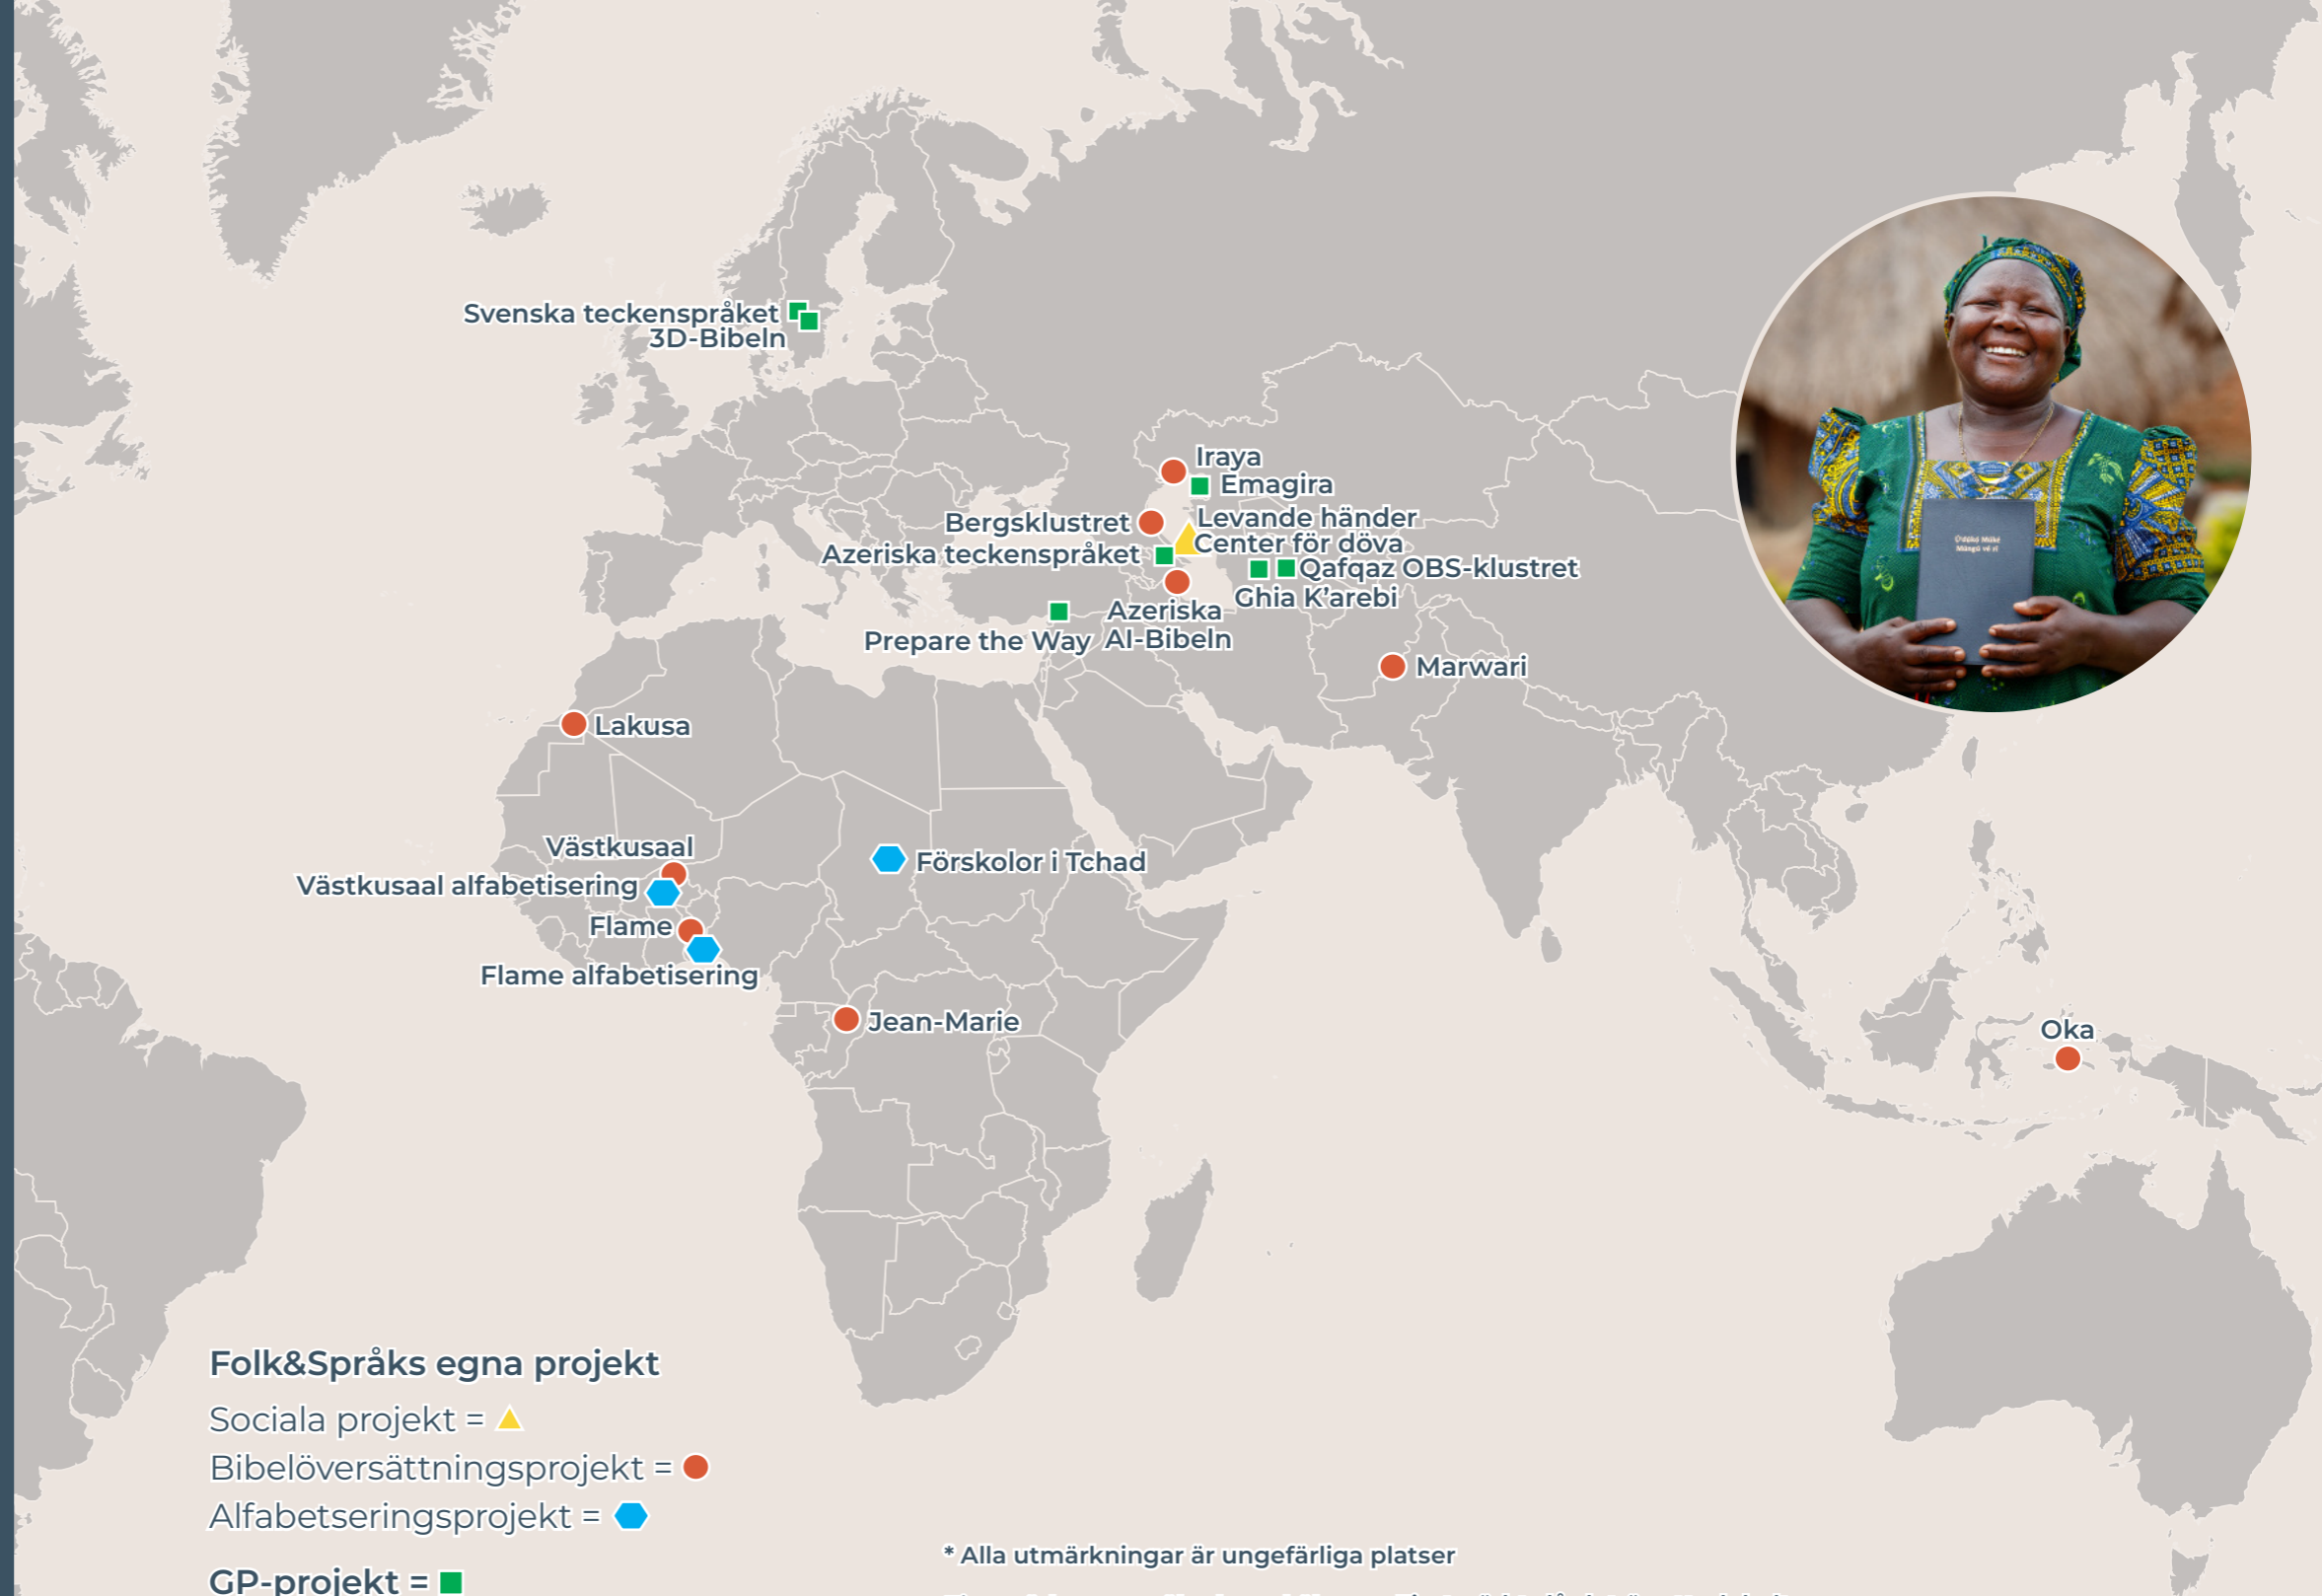 Svenska teckenspråket
3D-Bibeln
Iraya
Emagira
Bergsklustret
Levande händer
Center för döva
Azeriska teckenspråket
Qafqaz OBS-klustret
Ghia K'arebi
Azeriska
AI-Bibeln
Prepare the Way
Marwari
Lakusa
Västkusaal
Västkusaal alfabetisering
Förskolor i Tchad
Flame
Flame alfabetisering
Jean-Marie
Oka
Folk&Språks egna projekt
Sociala projekt =
Bibelöversättningsprojekt =
Alfabetseringsprojekt =
GP-projekt =
* Alla utmärkningar är ungefärliga platser